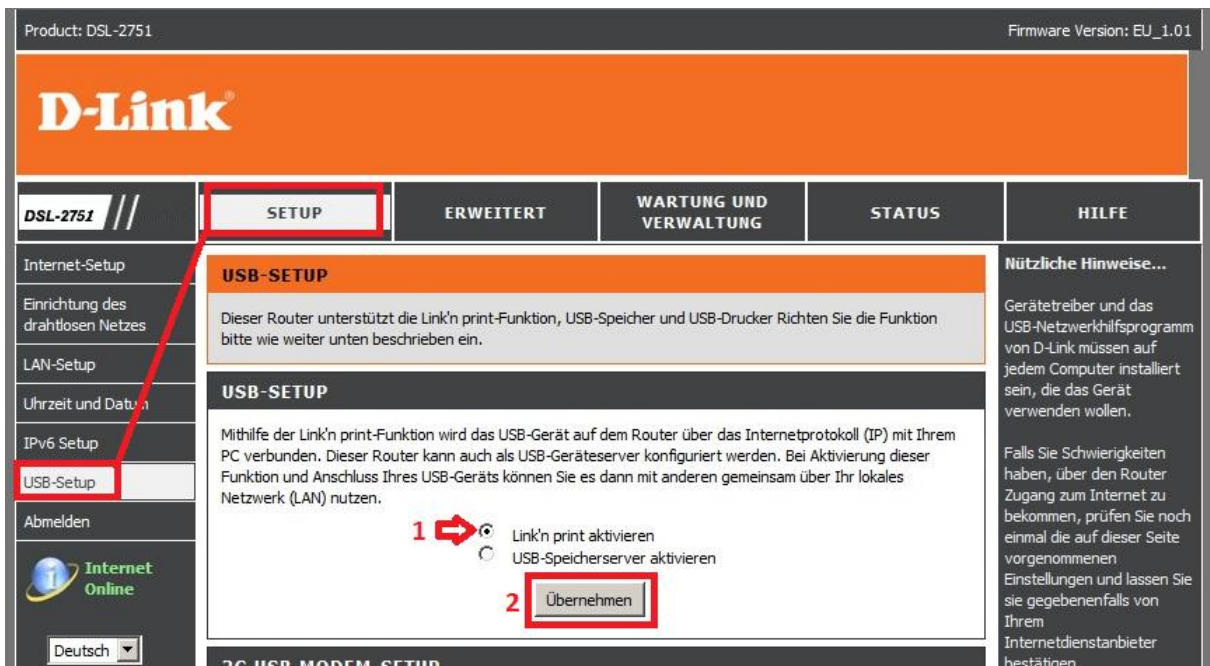 Product: DSL-2751
Firmware Version: EU_1.01
D-Link®
DSL-2751
SETUP
ERWEITERT
WARTUNG UND
VERWALTUNG
STATUS
HILFE
Internet-Setup
Einrichtung des
drahtlosen Netzes
LAN-Setup
Uhrzeit und Datum
IPv6 Setup
USB-Setup
Abmelden
Internet
Online
Deutsch
USB-SETUP
Dieser Router unterstützt die Link'n print-Funktion, USB-Speicher und USB-Drucker Richten Sie die Funktion
bitte wie weiter unten beschrieben ein.
USB-SETUP
Mithilfe der Link'n print-Funktion wird das USB-Gerät auf dem Router über das Internetprotokoll (IP) mit Ihrem
PC verbunden. Dieser Router kann auch als USB-Geräteserver konfiguriert werden. Bei Aktivierung dieser
Funktion und Anschluss Ihres USB-Geräts können Sie es dann mit anderen gemeinsam über Ihr lokales
Netzwerk (LAN) nutzen.
1
Link'n print aktivieren
USB-Speicherserver aktivieren
2
Übernehmen
3G USB MODEM-SETUP
Nützliche Hinweise...
Gerätetreiber und das
USB-Netzwerkhilfsprogramm
von D-Link müssen auf
jedem Computer installiert
sein, die das Gerät
verwenden wollen.
Falls Sie Schwierigkeiten
haben, über den Router
Zugang zum Internet zu
bekommen, prüfen Sie noch
einmal die auf dieser Seite
vorgenommenen
Einstellungen und lassen Sie
sie gegebenenfalls von
Ihrem
Internetdienstanbieter
bestätigen